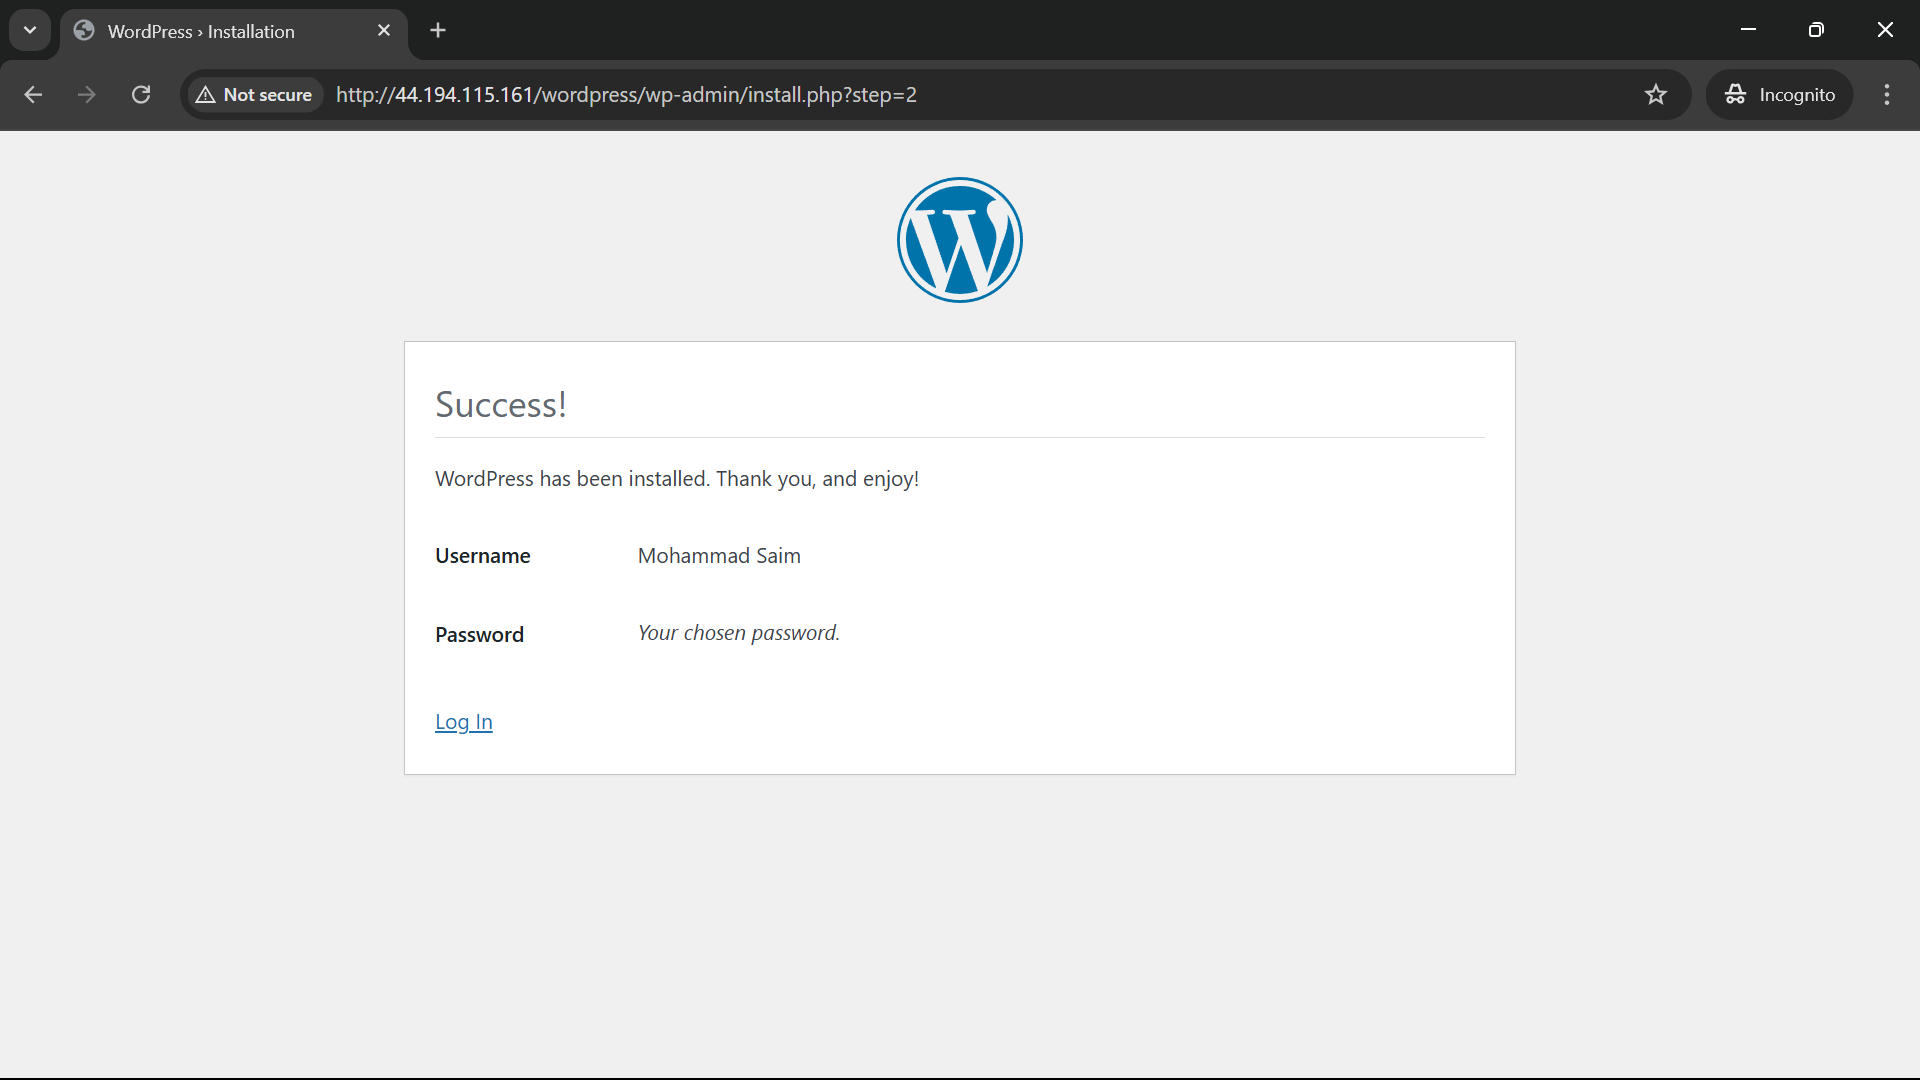 WordPress › Installation
Not secure
http://44.194.115.161/wordpress/wp-admin/install.php?step=2
Incognito
W
Success!
WordPress has been installed. Thank you, and enjoy!
Username Mohammad Saim
Password Your chosen password.
Log In